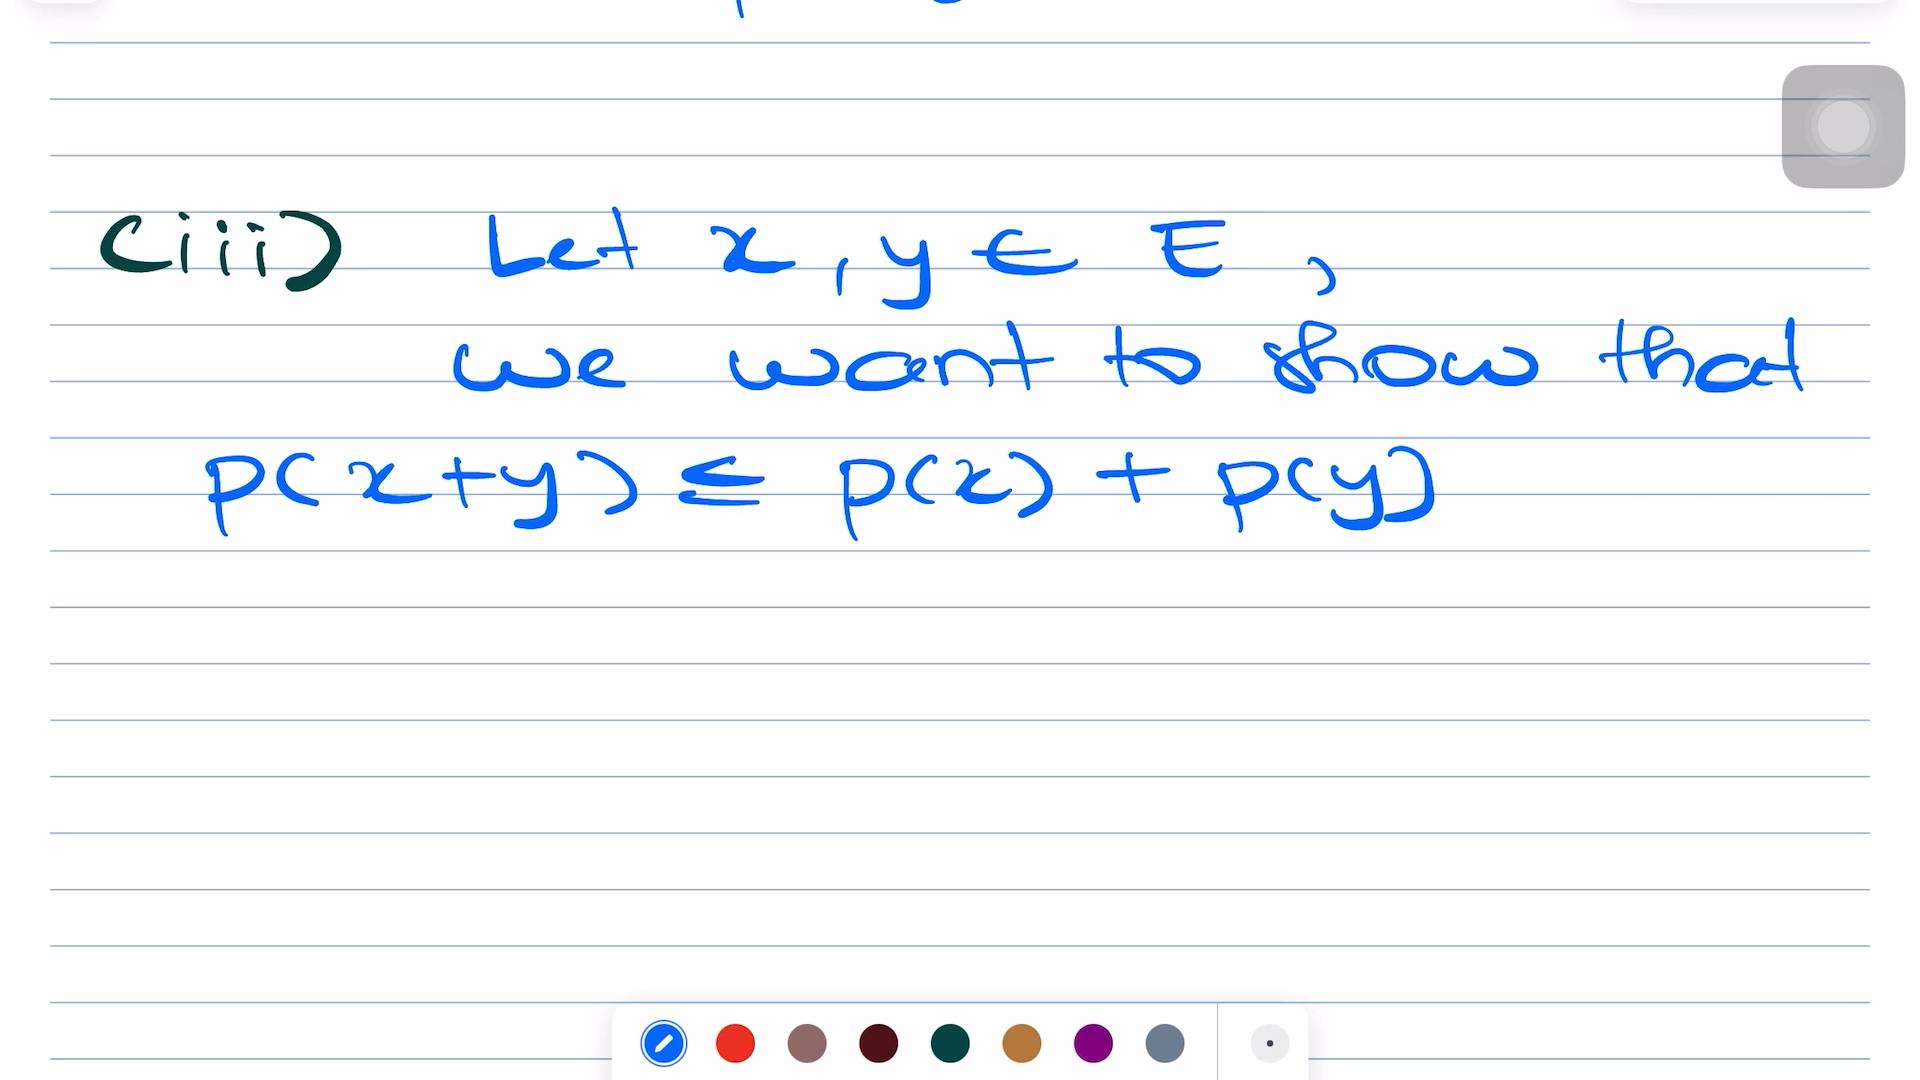 (iii) Let x, y ∈ E,
we want to show that
p(x+y) ≤ p(x) + p(y)